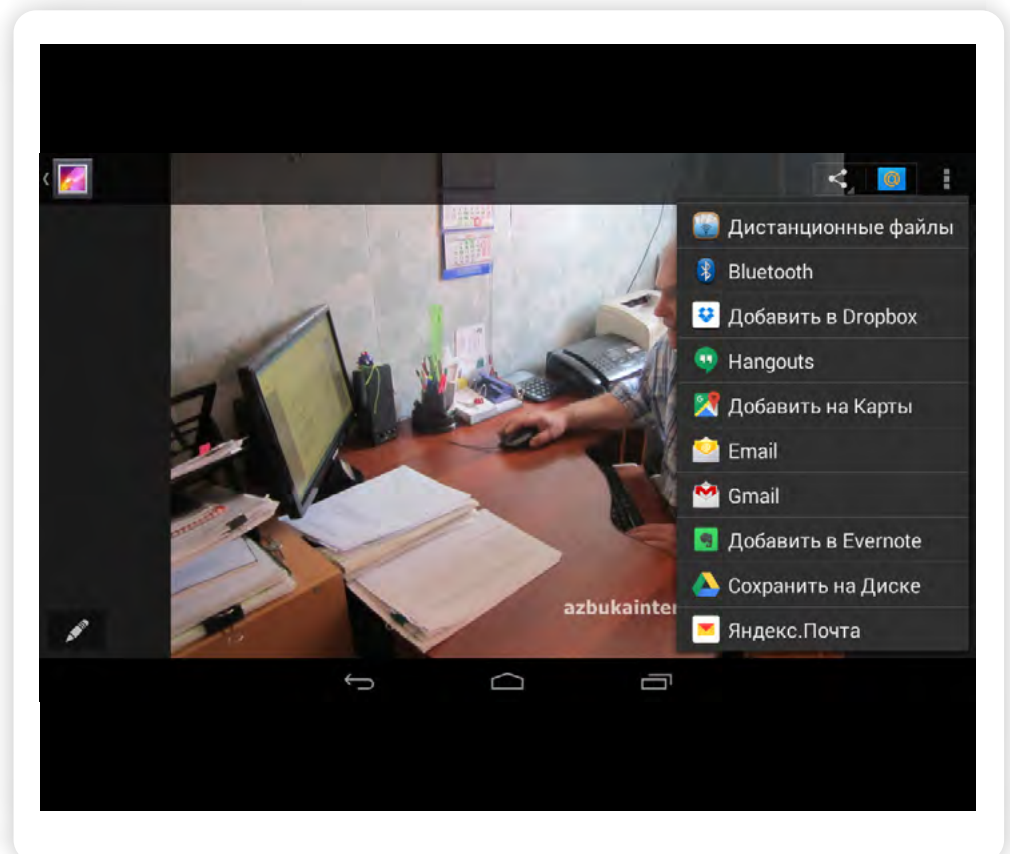 Дистанционные файлы
Bluetooth
Добавить в Dropbox
Hangouts
Добавить на Карты
Email
Gmail
Добавить в Evernote
Сохранить на Диске
Яндекс.Почта
azbukainter